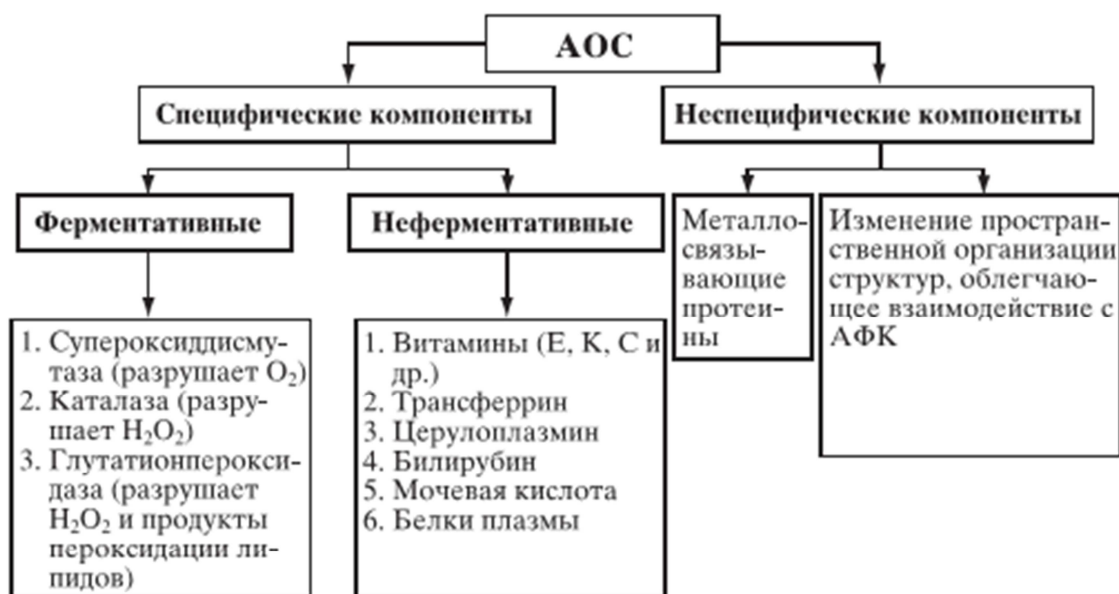 АОС
Специфические компоненты
Неспецифические компоненты
Ферментативные
Неферментативные
Металло-
связы-
вающие
протеи-
ны
Изменение простран-
ственной организации
структур, облегчаю-
щее взаимодействие с
АФК
1. Супероксиддисму-
таза (разрушает O₂)
2. Каталаза (разру-
шает H₂O₂)
3. Глутатионперокси-
даза (разрушает
H₂O₂ и продукты
пероксидации ли-
пидов)
1. Витамины (Е, К, С и
др.)
2. Трансферрин
3. Церулоплазмин
4. Билирубин
5. Мочевая кислота
6. Белки плазмы